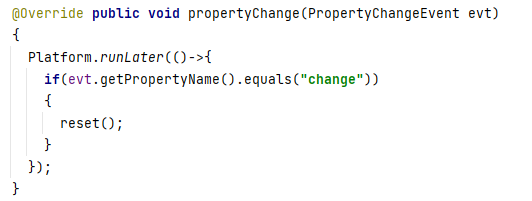 @Override public void propertyChange(PropertyChangeEvent evt)
{
  Platform.runLater(()->{
    if(evt.getPropertyName().equals("change"))
    {
      reset();
    }
  });
}